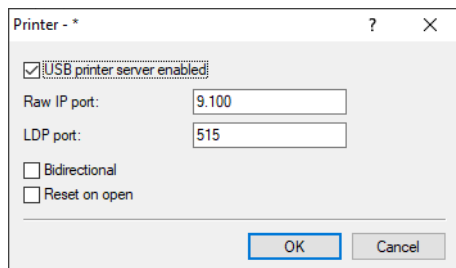 Printer - *
?
USB printer server enabled
Raw IP port: 9.100
LDP port: 515
Bidirectional
Reset on open
OK Cancel